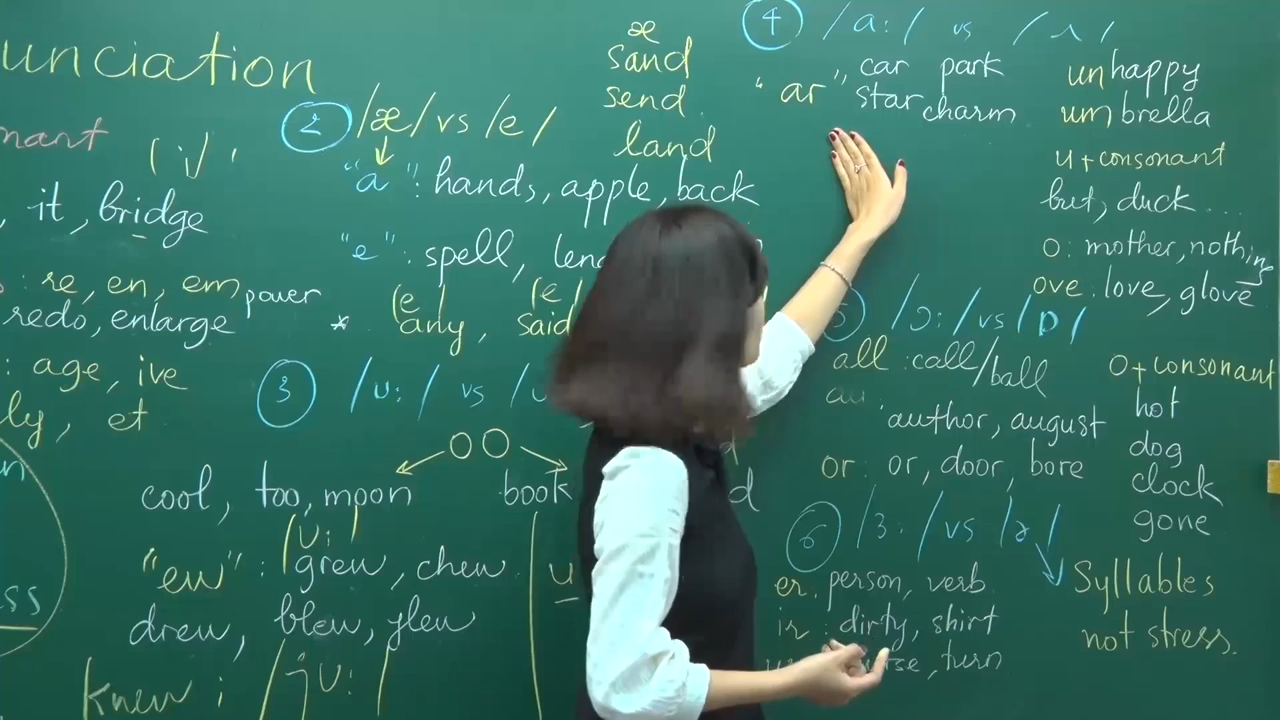 unciation
nant
/ i /
, it, bridge
: re, en, em power
redo, enlarge
: age, ive
ly, et
n
ss
2 /æ/ vs /e/
"a": hands, apple, back
"e": spell,
* any, said
/e /e
æ
sand
send
land
3 /u:/ vs /u
OO
cool, too, moon
book
d
/u:/
"ew": grew, chew
drew, blew, flew
knew: /ju:/
u
4 /a:/ vs /ʌ/
"ar" car park
star charm
unhappy
umbrella
u + consonant
but, duck ...
o: mother, nothing
ove: love, glove
5 /ɔ:/ vs /ɒ/
all: call/ball
au
author, august
or: or, door, bore
o + consonant
hot
dog
clock
gone
6 /ɜ:/ vs /ə/
er: person, verb
ir: dirty, shirt
turn
Syllables
not stress.